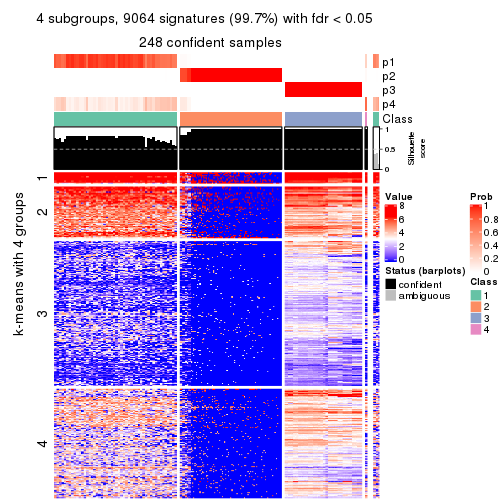 4 subgroups, 9064 signatures (99.7%) with fdr < 0.05
248 confident samples
p1
p2
p3
p4
Class
1
0.5
0
Silhouette
score
k-means with 4 groups
1
2
3
4
Value
8
6
4
2
0
Prob
1
0.8
0.6
0.4
0.2
0
Status (barplots)
confident
ambiguous
Class
1
2
3
4